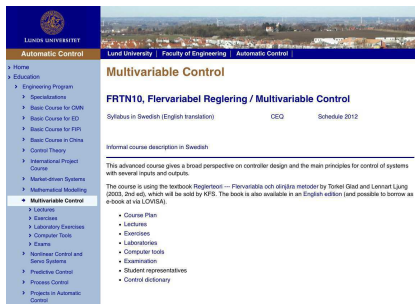 LUNDS UNIVERSITET
Automatic Control
Lund University | Faculty of Engineering | Automatic Control |
Home
Education
Engineering Program
Specializations
Basic Course for CMN
Basic Course for ED
Basic Course for FIPi
Basic Course in China
Control Theory
International Project
Course
Market-driven Systems
Mathematical Modelling
Multivariable Control
Lectures
Exercises
Laboratory Exercises
Computer Tools
Exams
Nonlinear Control and
Servo Systems
Predictive Control
Process Control
Projects in Automatic
Control
Multivariable Control
FRTN10, Flervariabel Reglering / Multivariable Control
Syllabus in Swedish (English translation) CEQ Schedule 2012
Informal course description in Swedish
This advanced course gives a broad perspective on controller design and the main principles for control of systems
with several inputs and outputs.
The course is using the textbook Reglerteori --- Flervariabla och olinjära metoder by Torkel Glad and Lennart Ljung
(2003, 2nd ed), which will be sold by KFS. The book is also available in an English edition (and possible to borrow as
e-book at via LOVISA).
• Course Plan
• Lectures
• Exercises
• Laboratories
• Computer tools
• Examination
• Student representatives
• Control dictionary